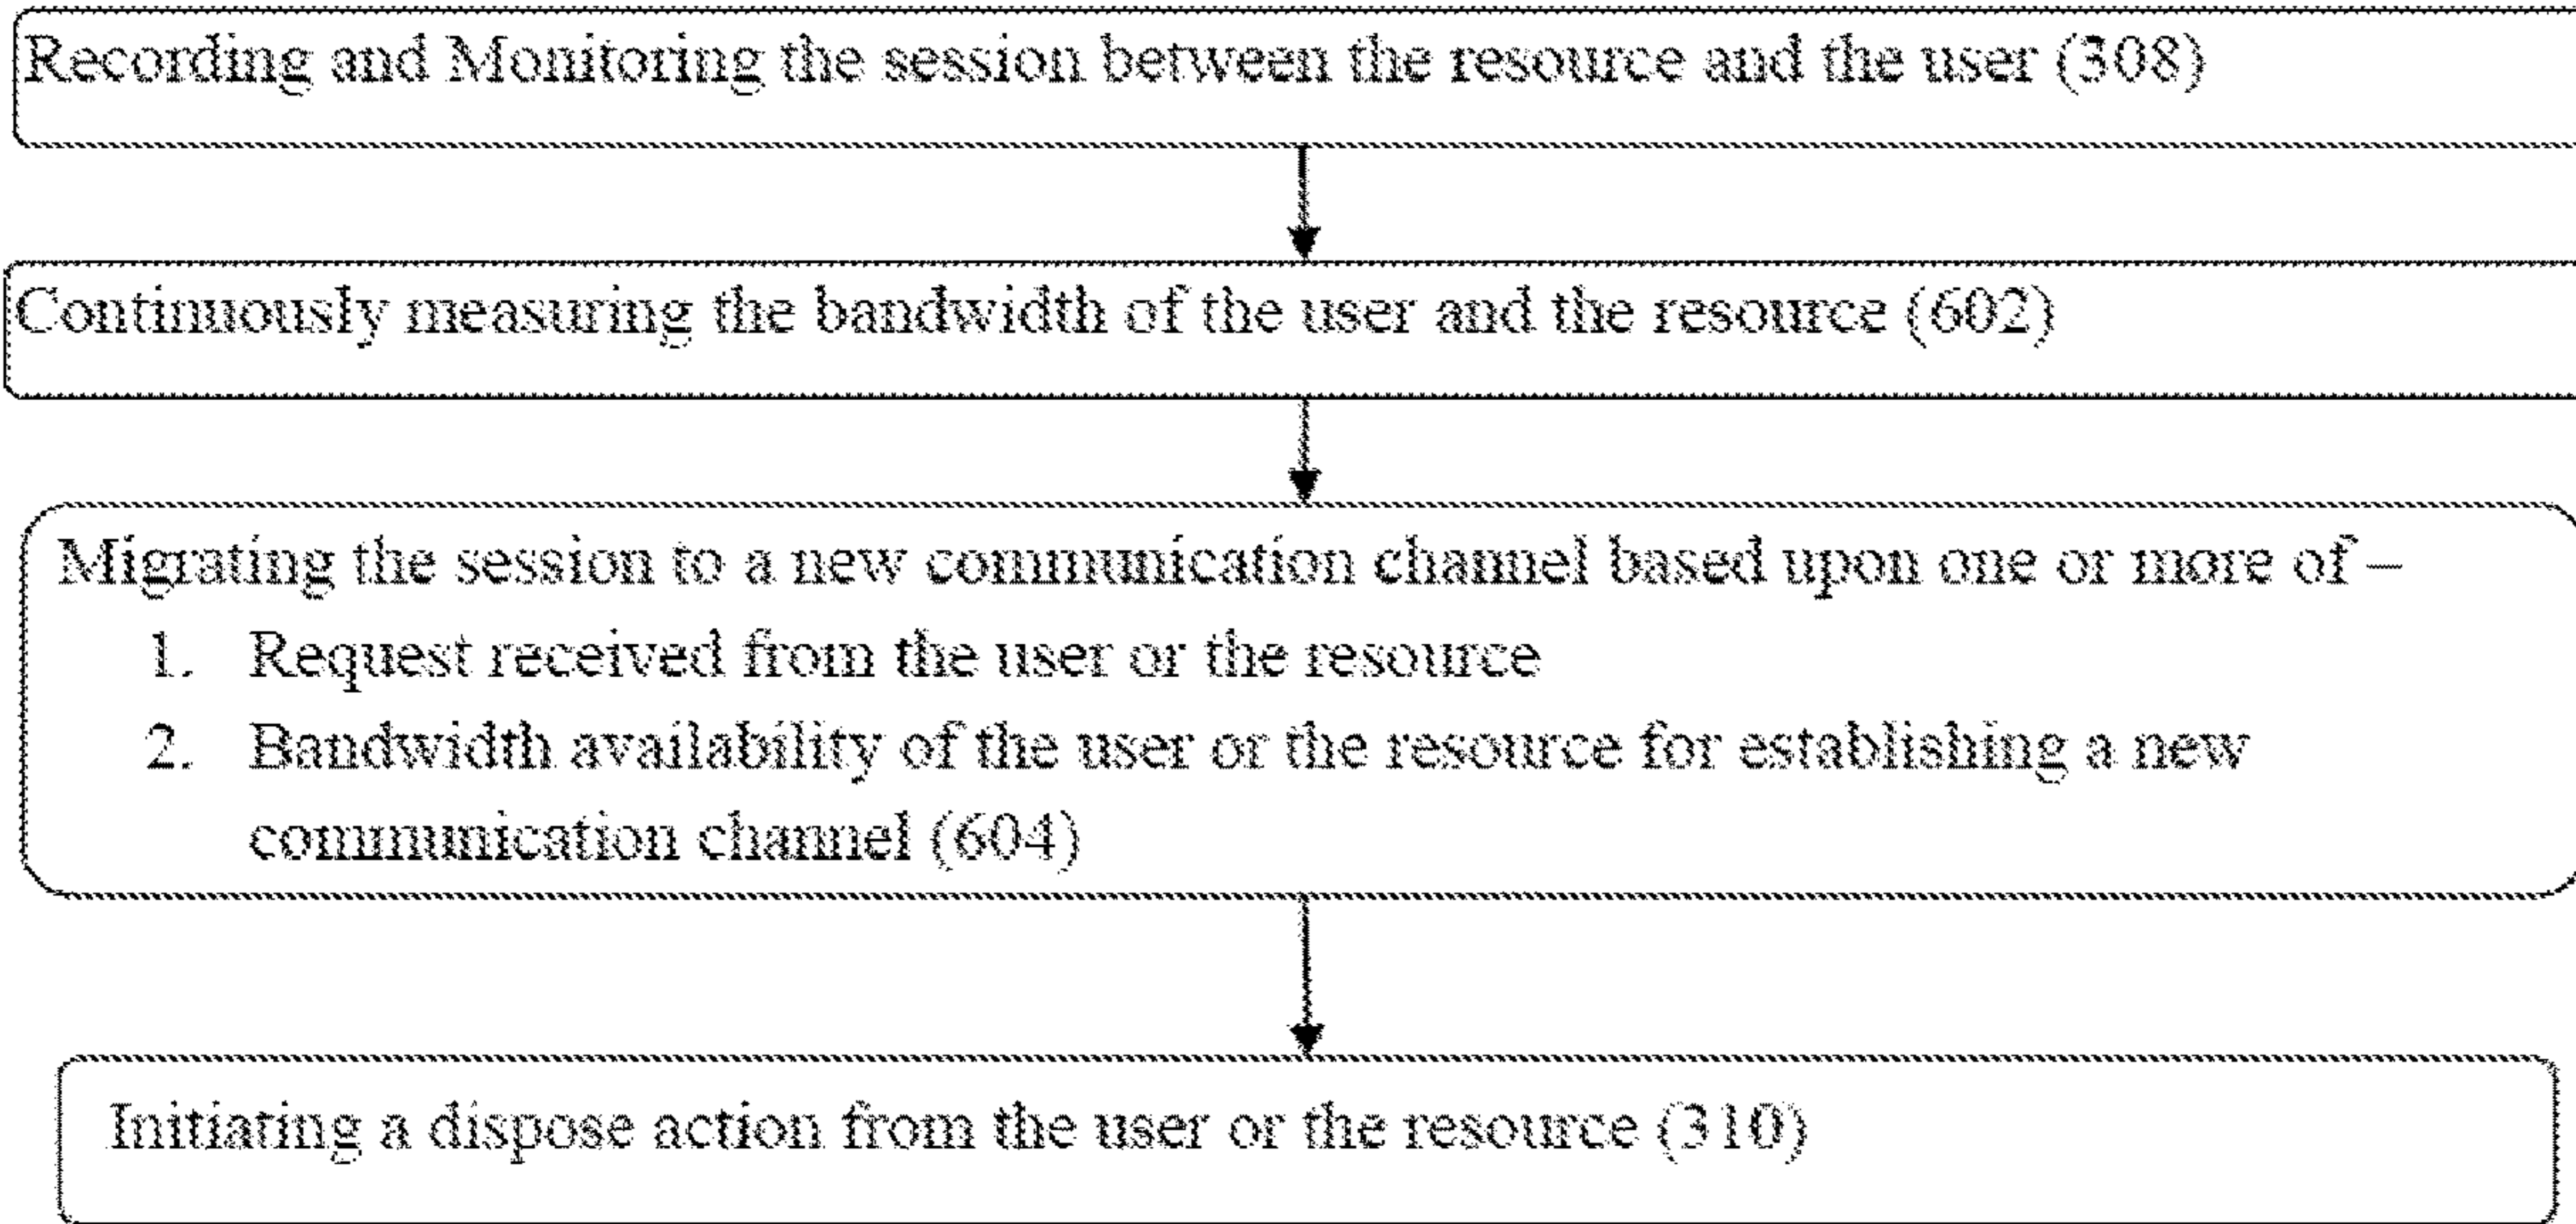 Recording and Monitoring the session between the resource and the user (308)
Continuously measuring the bandwidth of the user and the resource (602)
Migrating the session to a new communication channel based upon one or more of –
1. Request received from the user or the resource
2. Bandwidth availability of the user or the resource for establishing a new
communication channel (604)
Initiating a dispose action from the user or the resource (310)